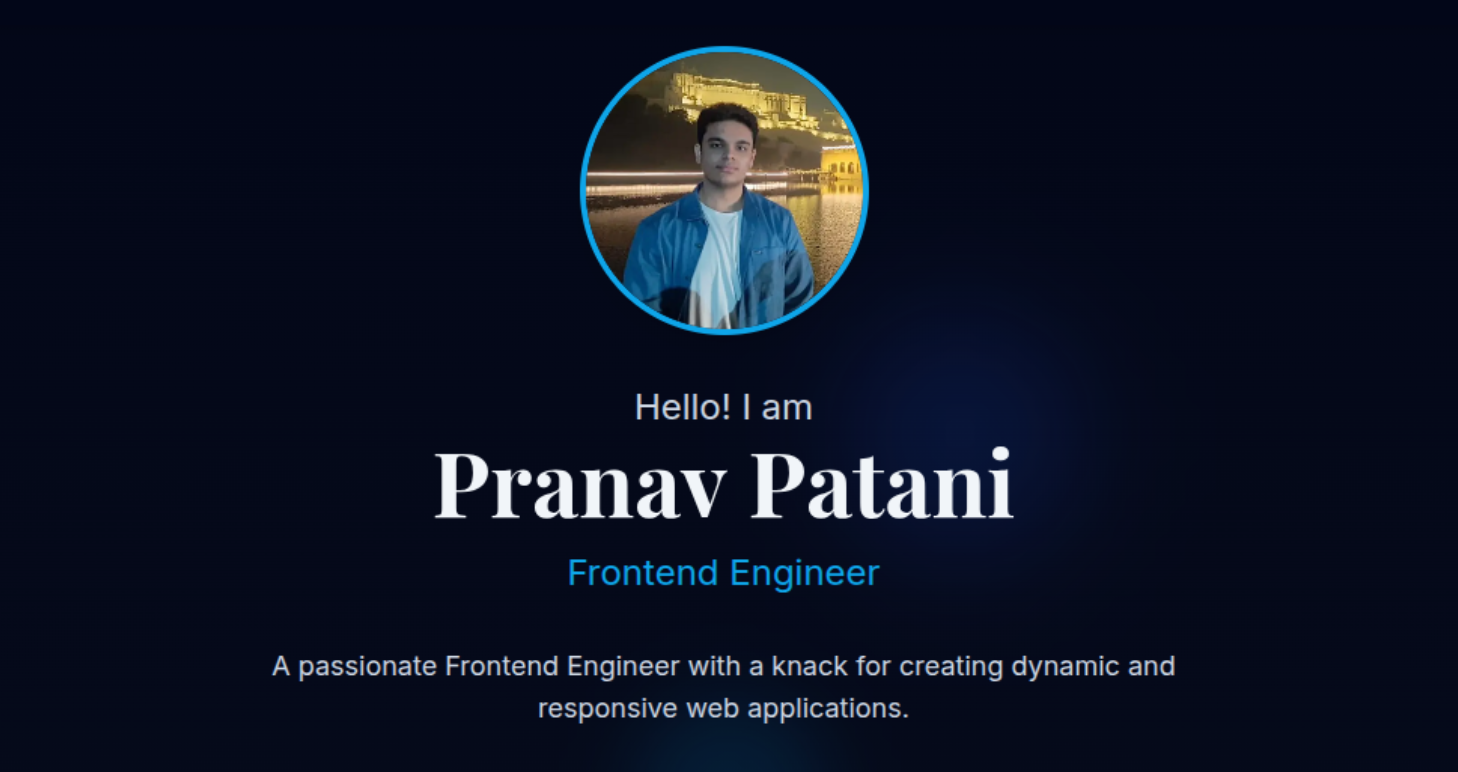 Hello! I am
Pranav Patani
Frontend Engineer
A passionate Frontend Engineer with a knack for creating dynamic and
responsive web applications.